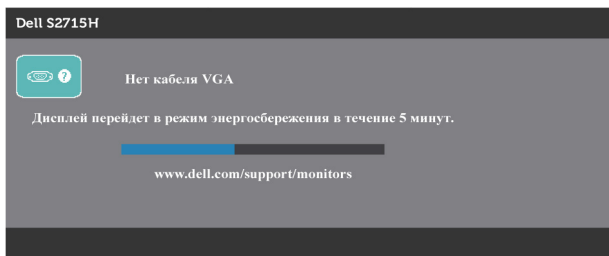 Dell S2715H
Нет кабеля VGA
Дисплей перейдет в режим энергосбережения в течение 5 минут.
www.dell.com/support/monitors